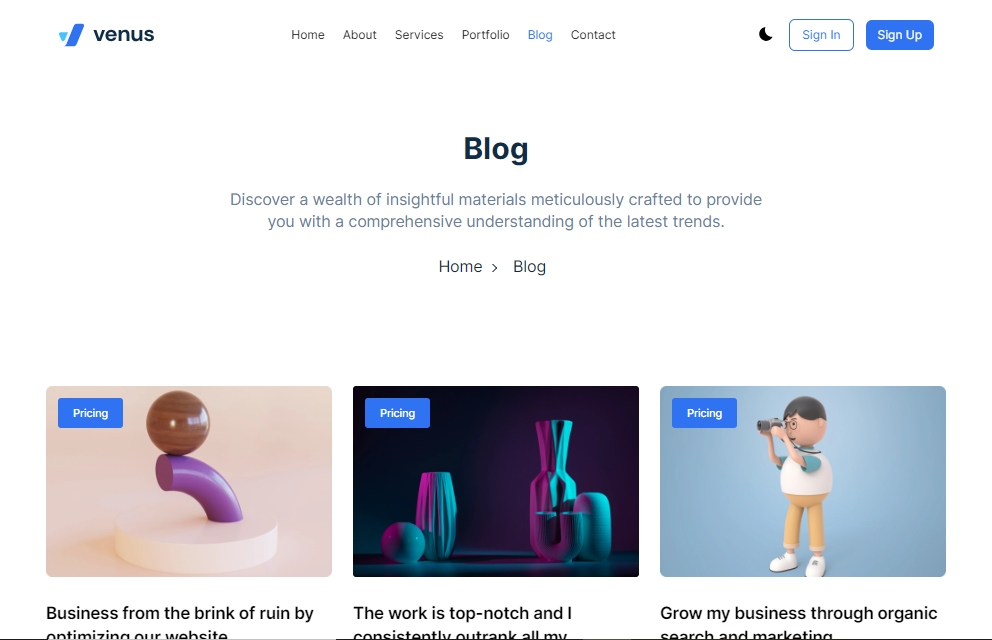 venus
Home About Services Portfolio Blog Contact
Sign In Sign Up
Blog
Discover a wealth of insightful materials meticulously crafted to provide
you with a comprehensive understanding of the latest trends.
Home > Blog
Pricing
Pricing
Pricing
Business from the brink of ruin by
optimizing our website
The work is top-notch and I
consistently outrank all my
Grow my business through organic
search and marketing